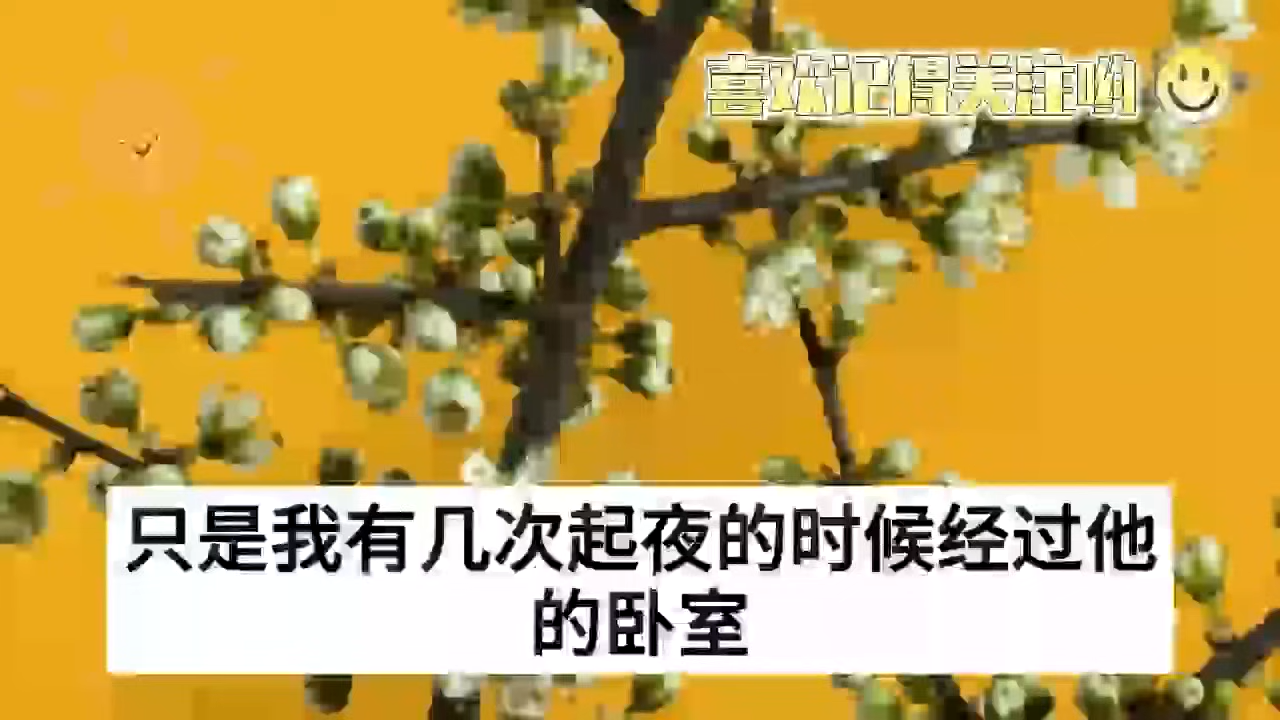 喜欢记得关注哟
只是我有几次起夜的时候经过他
的卧室